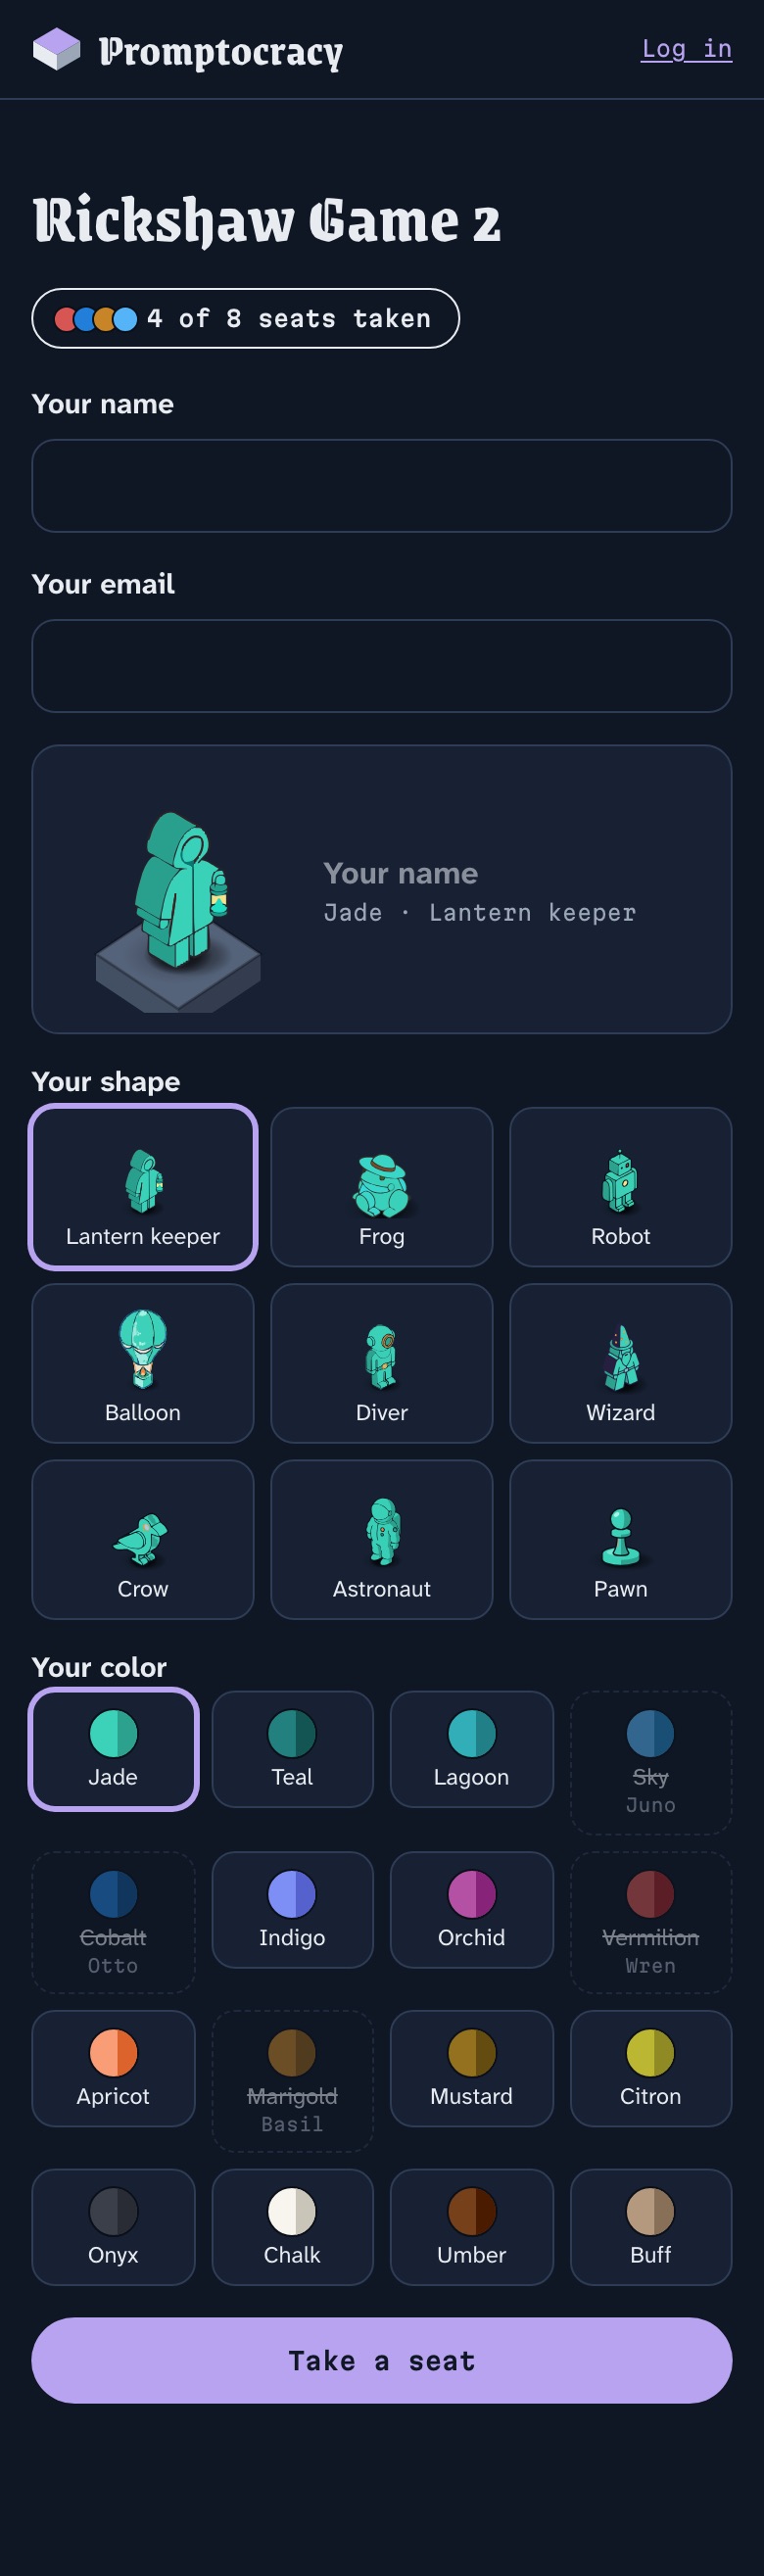 Promptocracy
Log in
Rickshaw Game 2
4 of 8 seats taken
Your name
Your email
Your name
Jade · Lantern keeper
Your shape
Lantern keeper
Frog
Robot
Balloon
Diver
Wizard
Crow
Astronaut
Pawn
Your color
Jade
Teal
Lagoon
Sky
Juno
Cobalt
Otto
Indigo
Orchid
Vermilion
Wren
Apricot
Marigold
Basil
Mustard
Citron
Onyx
Chalk
Umber
Buff
Take a seat